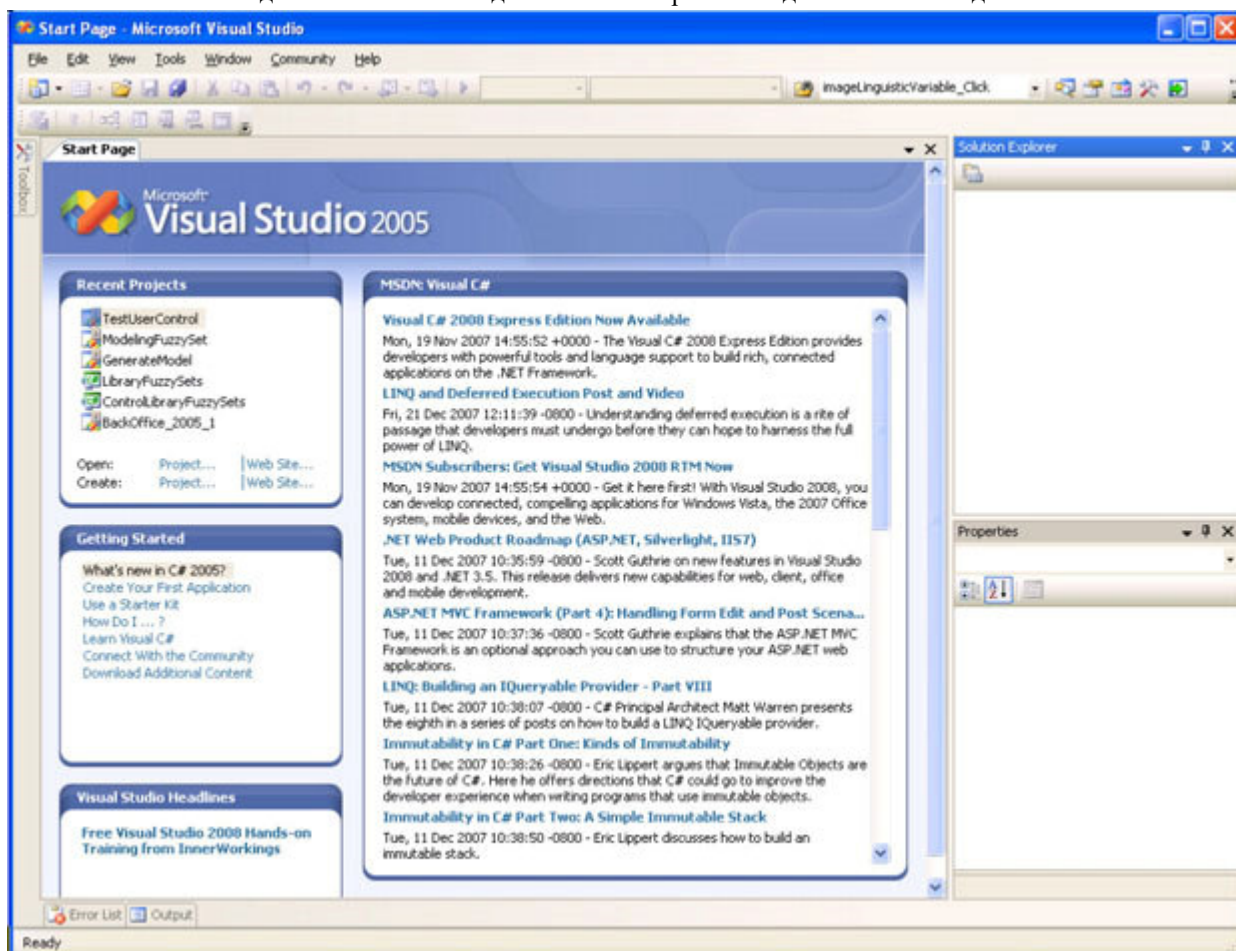 Start Page - Microsoft Visual Studio
File Edit View Tools Window Community Help
imageLinguisticVariable_Click
Toolbox
Start Page
Microsoft
Visual Studio 2005
Recent Projects
TestUserControl
ModelingFuzzySet
GenerateModel
LibraryFuzzySets
ControlLibraryFuzzySets
BackOffice_2005_1
Open: Project... Web Site...
Create: Project... Web Site...
Getting Started
What's new in C# 2005?
Create Your First Application
Use a Starter Kit
How Do I ... ?
Learn Visual C#
Connect With the Community
Download Additional Content
Visual Studio Headlines
Free Visual Studio 2008 Hands-on
Training from InnerWorkings
MSDN: Visual C#
Visual C# 2008 Express Edition Now Available
Mon, 19 Nov 2007 14:55:52 +0000 - The Visual C# 2008 Express Edition provides
developers with powerful tools and language support to build rich, connected
applications on the .NET Framework.
LINQ and Deferred Execution Post and Video
Fri, 21 Dec 2007 12:11:39 -0800 - Understanding deferred execution is a rite of
passage that developers must undergo before they can hope to harness the full
power of LINQ.
MSDN Subscribers: Get Visual Studio 2008 RTM Now
Mon, 19 Nov 2007 14:55:54 +0000 - Get it here first! With Visual Studio 2008, you
can develop connected, compelling applications for Windows Vista, the 2007 Office
system, mobile devices, and the Web.
.NET Web Product Roadmap (ASP.NET, Silverlight, IIS7)
Tue, 11 Dec 2007 10:35:59 -0800 - Scott Guthrie on new features in Visual Studio
2008 and .NET 3.5. This release delivers new capabilities for web, client, office
and mobile development.
ASP.NET MVC Framework (Part 4): Handling Form Edit and Post Scena...
Tue, 11 Dec 2007 10:37:36 -0800 - Scott Guthrie explains that the ASP.NET MVC
Framework is an optional approach you can use to structure your ASP.NET web
applications.
LINQ: Building an IQueryable Provider - Part VIII
Tue, 11 Dec 2007 10:38:07 -0800 - C# Principal Architect Matt Warren presents
the eighth in a series of posts on how to build a LINQ IQueryable provider.
Immutability in C# Part One: Kinds of Immutability
Tue, 11 Dec 2007 10:38:26 -0800 - Eric Lippert argues that Immutable Objects are
the future of C#. Here he offers directions that C# could go to improve the
developer experience when writing programs that use immutable objects.
Immutability in C# Part Two: A Simple Immutable Stack
Tue, 11 Dec 2007 10:38:50 -0800 - Eric Lippert discusses how to build an
immutable stack.
Solution Explorer
Properties
Error List Output
Ready